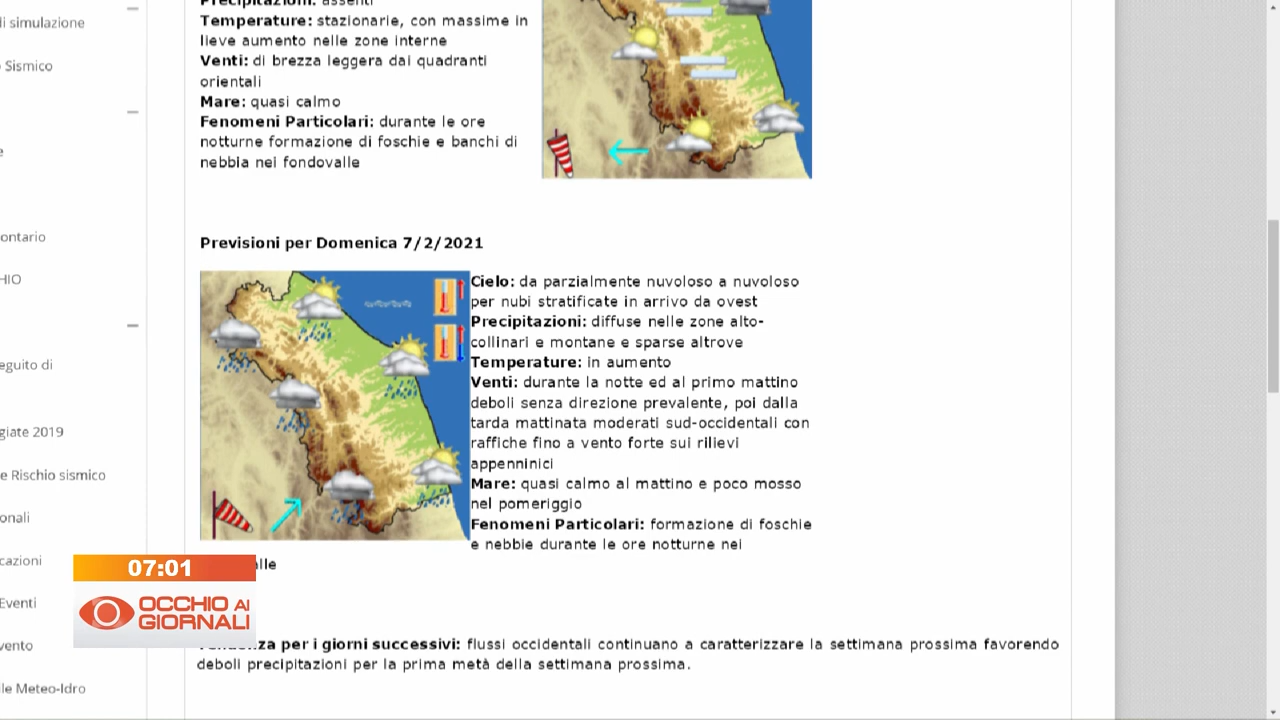 di simulazione
Sismico
ontario
HIO
eguito di
giate 2019
e Rischio sismico
onali
cazioni
Eventi
vento
le Meteo-Idro
Precipitazioni: assenti
Temperature: stazionarie, con massime in
lieve aumento nelle zone interne
Venti: di brezza leggera dai quadranti
orientali
Mare: quasi calmo
Fenomeni Particolari: durante le ore
notturne formazione di foschie e banchi di
nebbia nei fondovalle
Previsioni per Domenica 7/2/2021
Cielo: da parzialmente nuvoloso a nuvoloso
per nubi stratificate in arrivo da ovest
Precipitazioni: diffuse nelle zone alto-
collinari e montane e sparse altrove
Temperature: in aumento
Venti: durante la notte ed al primo mattino
deboli senza direzione prevalente, poi dalla
tarda mattinata moderati sud-occidentali con
raffiche fino a vento forte sui rilievi
appenninici
Mare: quasi calmo al mattino e poco mosso
nel pomeriggio
Fenomeni Particolari: formazione di foschie
e nebbie durante le ore notturne nei
alle
07:01
OCCHIO AI
GIORNALI
per i giorni successivi: flussi occidentali continuano a caratterizzare la settimana prossima favorendo
deboli precipitazioni per la prima metà della settimana prossima.